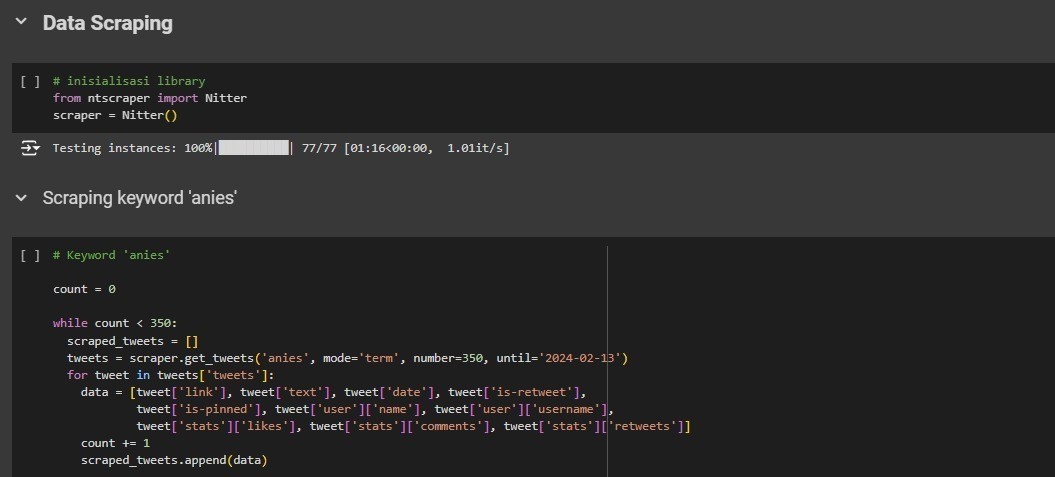 Data Scraping
[ ] # inisialisasi library
from ntscraper import Nitter
scraper = Nitter()
Testing instances: 100%|██████████| 77/77 [01:16<00:00,  1.01it/s]
Scraping keyword 'anies'
[ ] # Keyword 'anies'
count = 0
while count < 350:
  scraped_tweets = []
  tweets = scraper.get_tweets('anies', mode='term', number=350, until='2024-02-13')
  for tweet in tweets['tweets']:
    data = [tweet['link'], tweet['text'], tweet['date'], tweet['is-retweet'],
            tweet['is-pinned'], tweet['user']['name'], tweet['user']['username'],
            tweet['stats']['likes'], tweet['stats']['comments'], tweet['stats']['retweets']]
    count += 1
    scraped_tweets.append(data)